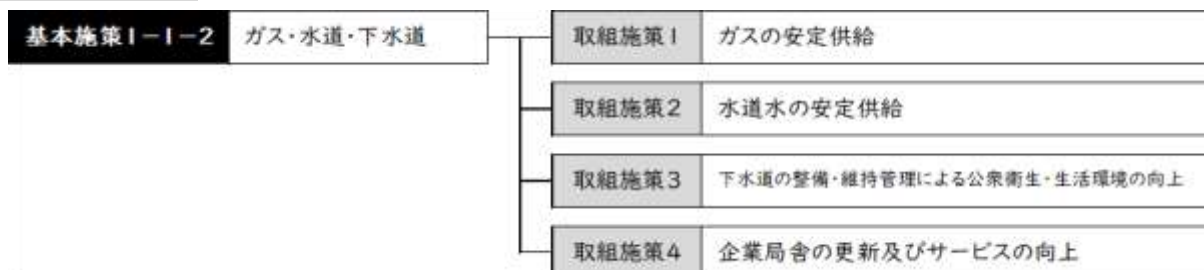 基本施策1-1-2 ガス・水道・下水道
取組施策1 ガスの安定供給
取組施策2 水道水の安定供給
取組施策3 下水道の整備・維持管理による公衆衛生・生活環境の向上
取組施策4 企業局舎の更新及びサービスの向上